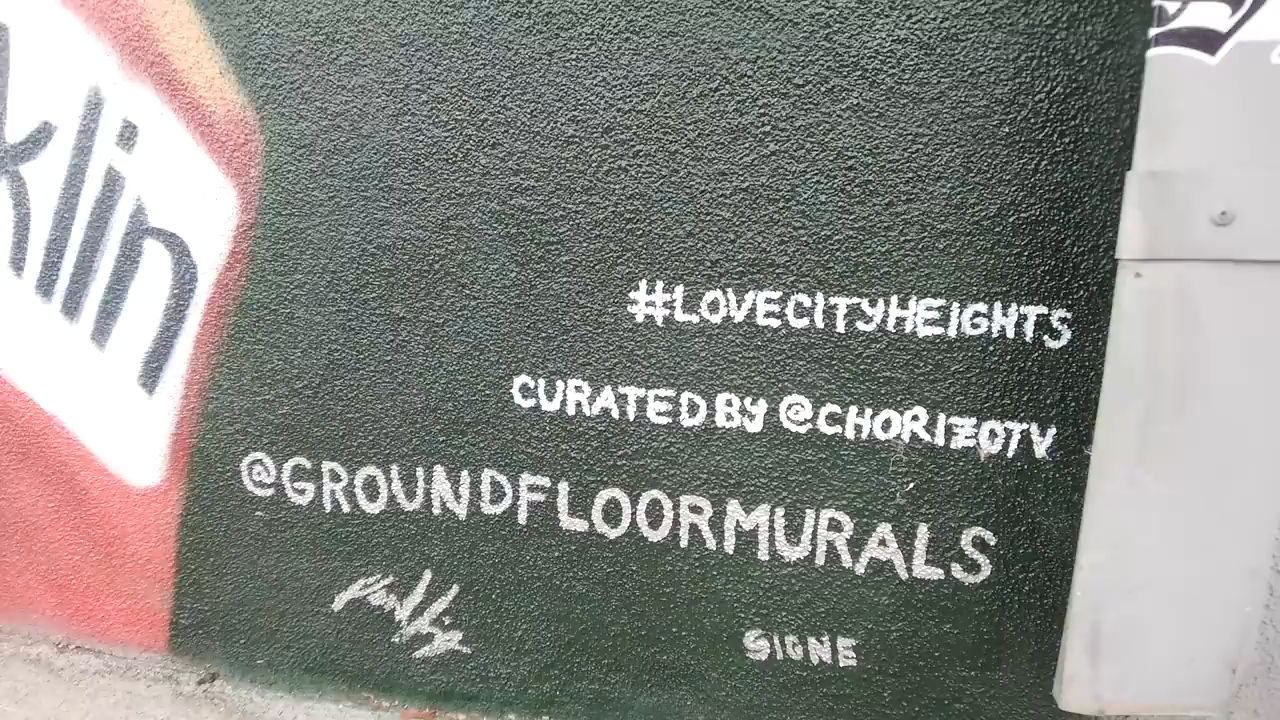 klin
#LOVECITYHEIGHTS
CURATED BY @CHORIZOTV
@GROUNDFLOORMURALS
SIGNE